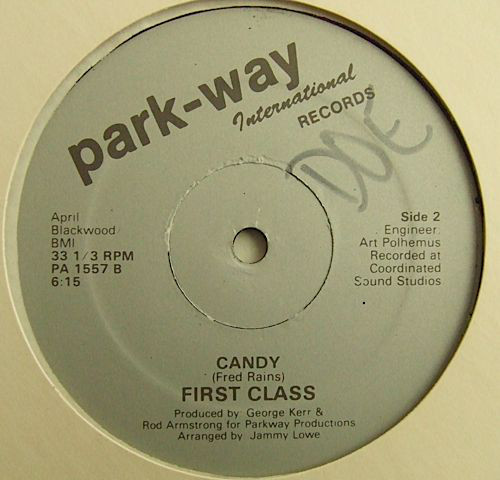 park-way
International
RECORDS
DOE
April
Blackwood
BMI
33 1/3 RPM
PA 1557 B
6:15
Side 2
Engineer:
Art Polhemus
Recorded at
Coordinated
Sound Studios
CANDY
(Fred Rains)
FIRST CLASS
Produced by: George Kerr &
Rod Armstrong for Parkway Productions
Arranged by Jammy Lowe